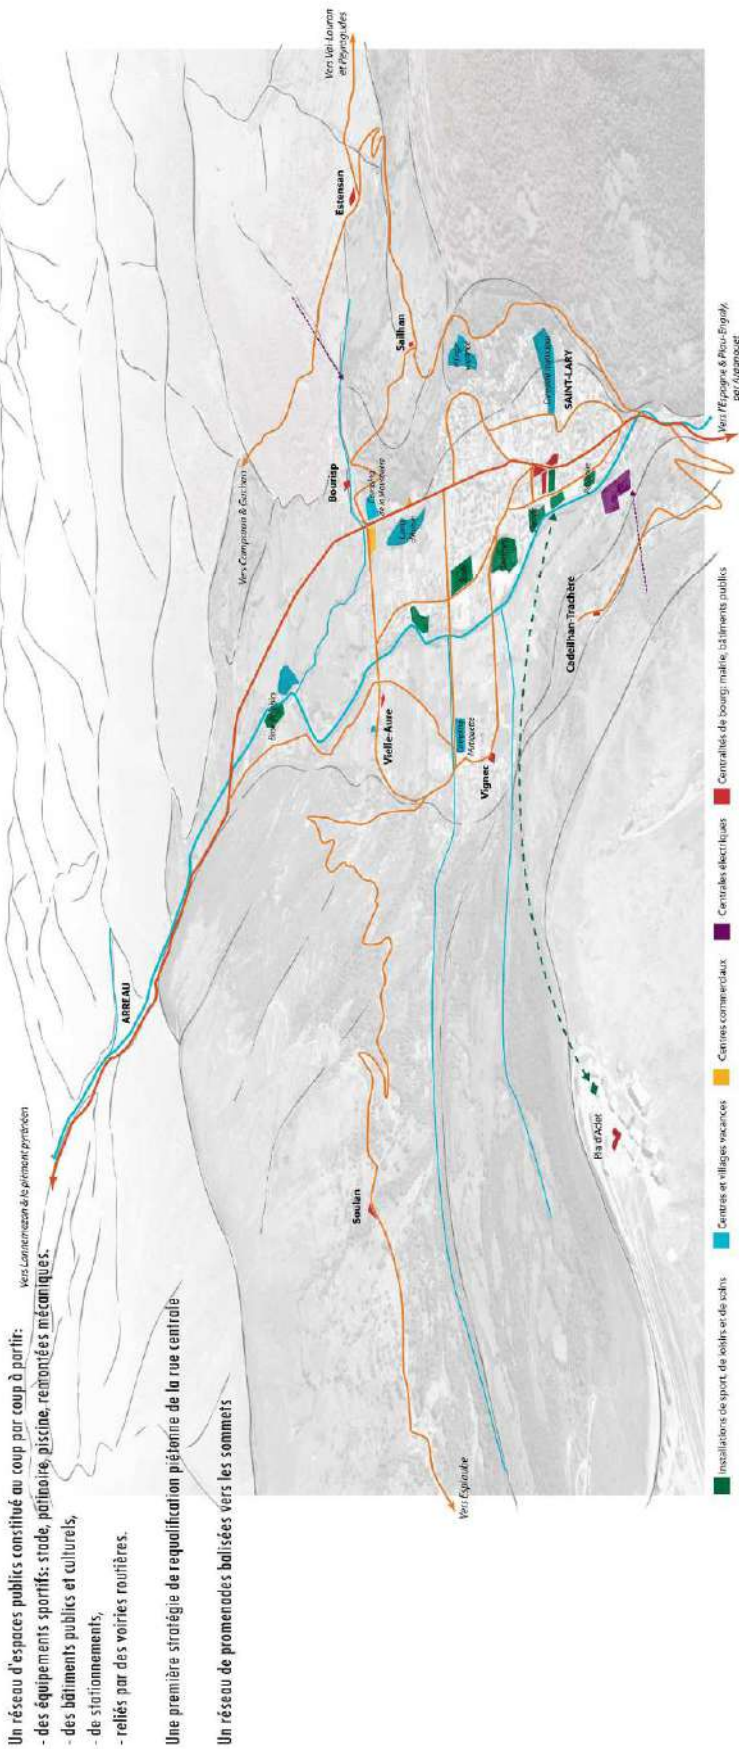 Un réseau d'espaces publics constitué au coup par coup à partir:
- des équipements sportifs: stade, patinoire, piscine, remontées mécaniques.
- des bâtiments publics et culturels,
- de stationnements,
- reliés par des voiries routières.
Une première stratégie de requalification piétonne de la rue centrale
Un réseau de promenades balisées vers les sommets
Vers Lannemezan & le piémont pyrénéen
ARREAU
Vers Val-Louron
et Peyragudes
Estensan
Vers Camparan & Guchen
Sailhan
Bourisp
Camping
SAINT-LARY
Vielle-Aure
Camping
Vignec
Cadeilhan-Trachère
Soulan
Vers Espiaube
Pla d'Adet
Vers l'Espagne & Piau-Engaly,
par Aragnouet
Installations de sport, de loisirs et de soins
Centres et villages vacances
Centres commerciaux
Centrales électriques
Centralités de bourg: mairie, bâtiments publics